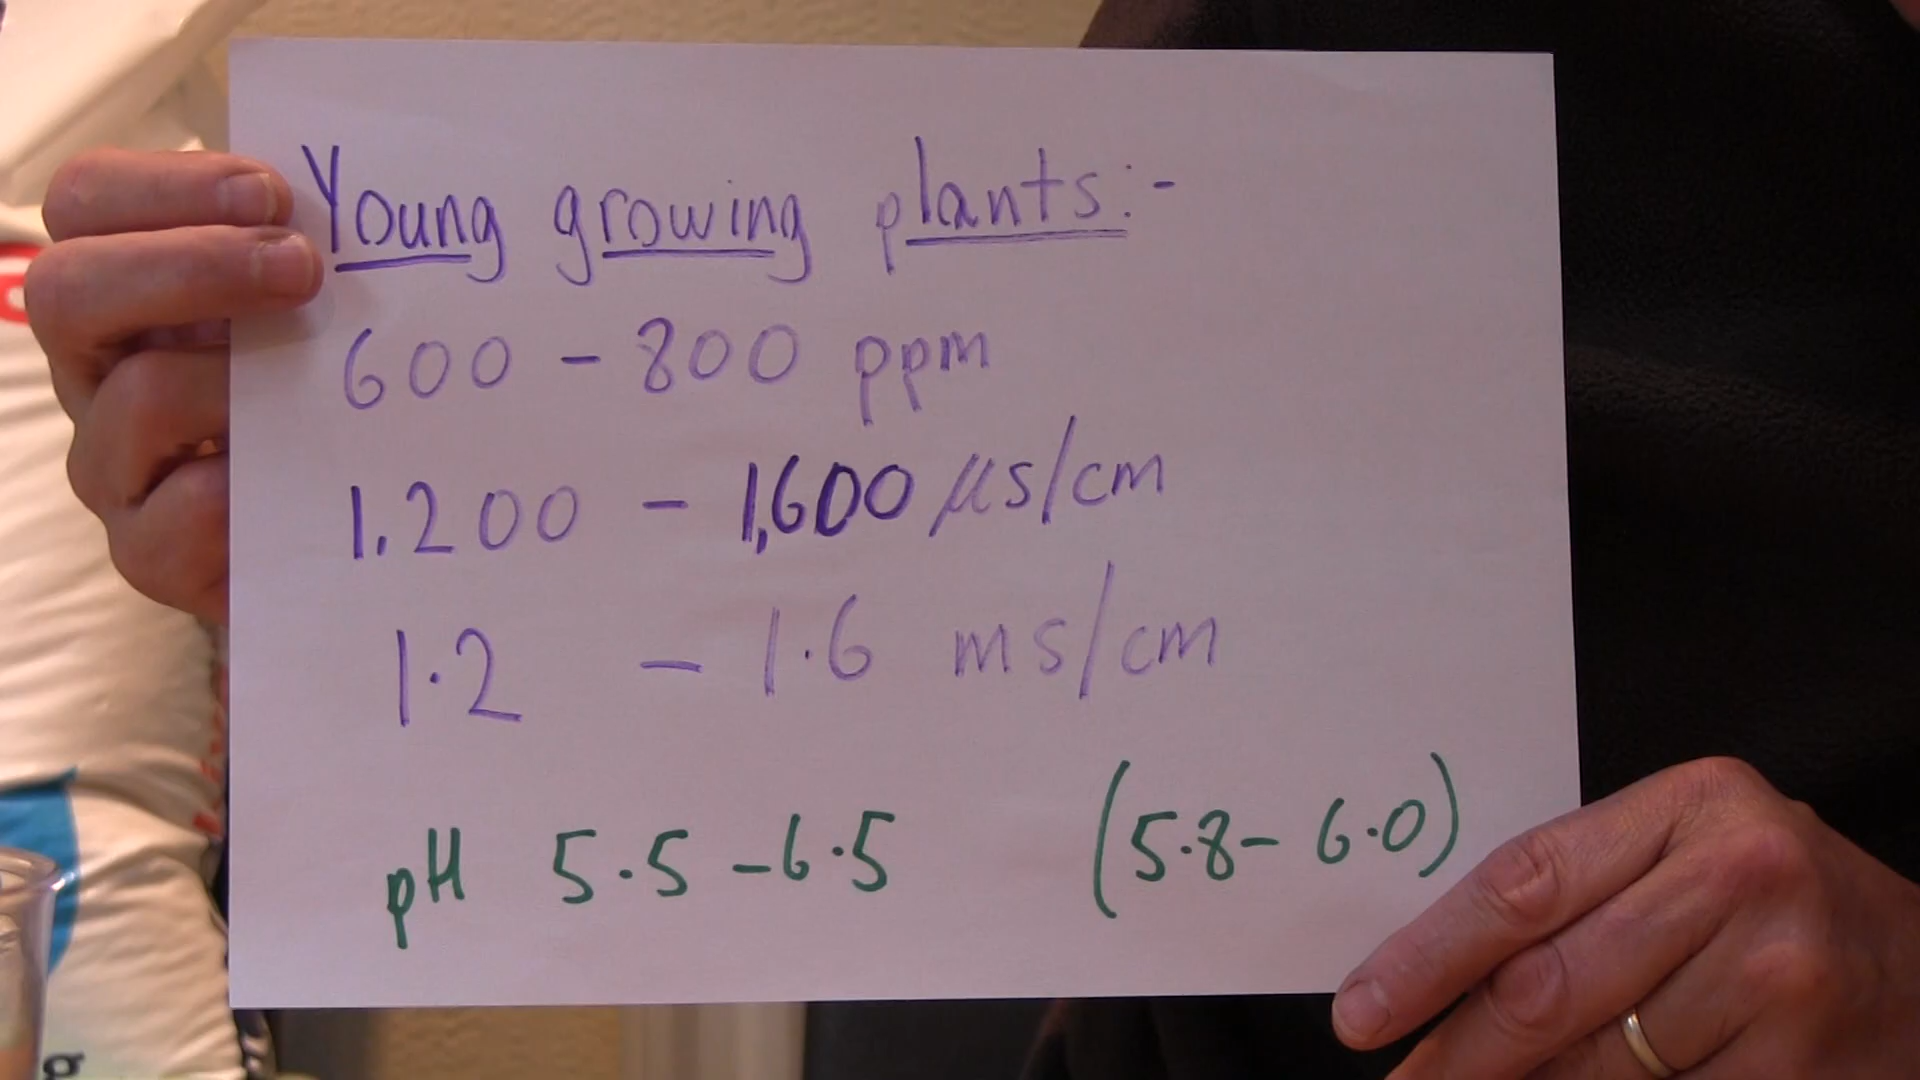 Young growing plants:-
600 - 800 ppm
1.200 - 1,600 µs/cm
1.2 - 1.6 ms/cm
pH 5.5 - 6.5 (5.8 - 6.0)